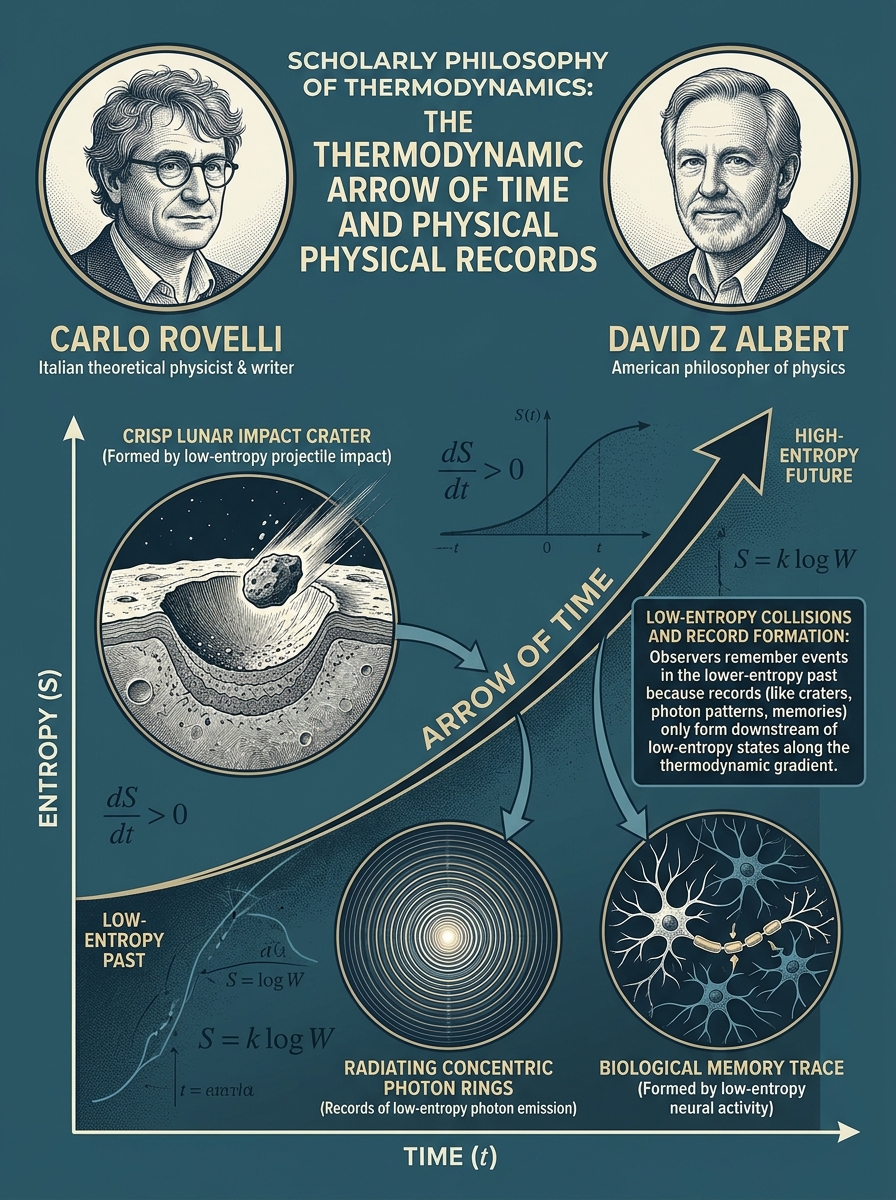 SCHOLARLY PHILOSOPHY
OF THERMODYNAMICS:
THE
THERMODYNAMIC
ARROW OF TIME
AND PHYSICAL
PHYSICAL RECORDS
CARLO ROVELLI
Italian theoretical physicist & writer
DAVID Z ALBERT
American philosopher of physics
CRISP LUNAR IMPACT CRATER
(Formed by low-entropy projectile impact)
dS/dt > 0
S(t)
-t
0
t
HIGH-
ENTROPY
FUTURE
S = k log W
ARROW OF TIME
LOW-ENTROPY COLLISIONS
AND RECORD FORMATION:
Observers remember events
in the lower-entropy past
because records (like craters,
photon patterns, memories)
only form downstream of
low-entropy states along the
thermodynamic gradient.
ENTROPY (S)
dS/dt > 0
LOW-
ENTROPY
PAST
S = log W
S = k log W
t =
RADIATING CONCENTRIC
PHOTON RINGS
(Records of low-entropy photon emission)
BIOLOGICAL MEMORY TRACE
(Formed by low-entropy
neural activity)
TIME (t)